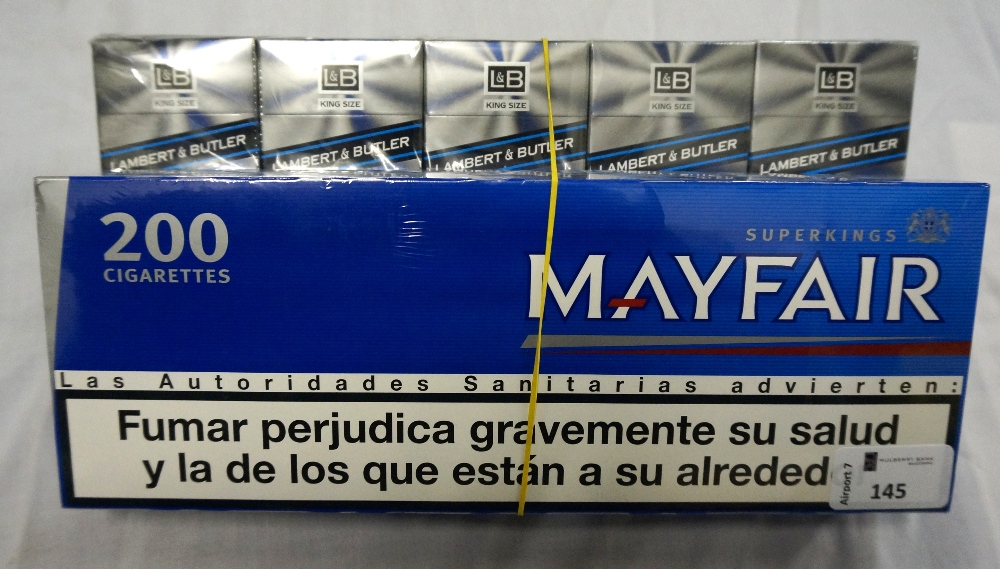 L&B
KING SIZE
LAMBERT & BUTLER
L&B
KING SIZE
LAMBERT & BUTLER
L&B
KING SIZE
LAMBERT & BUTLER
L&B
KING SIZE
LAMBERT & BUTLER
L&B
KING SIZE
LAMBERT & BUTLER
200
CIGARETTES
SUPERKINGS
MAYFAIR
Las Autoridades Sanitarias advierten:
Fumar perjudica gravemente su salud
y la de los que están a su alreded
Airport 7
MULBERRY BANK
145